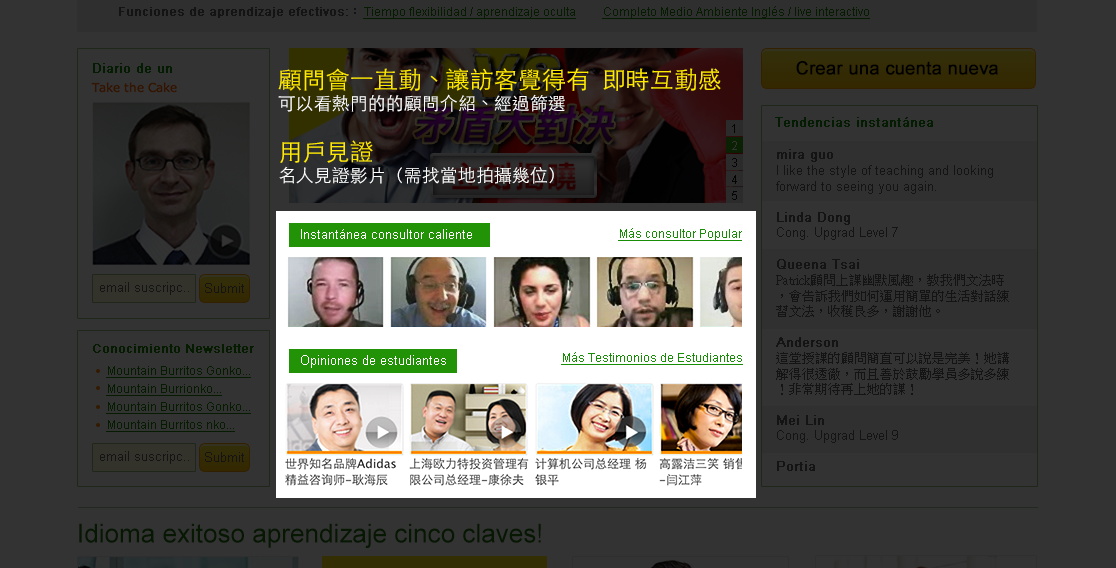 Funciones de aprendizaje efectivos: : Tiempo flexibilidad / aprendizaje oculta Completo Medio Ambiente Inglés / live interactivo
Diario de un
Take the Cake
email suscripc..
Submit
Conocimiento Newsletter
Mountain Burritos Gonko...
Mountain Burrionko...
Mountain Burritos Gonko...
Mountain Burritos nko...
email suscripc..
Submit
顧問會一直動、讓訪客覺得有 即時互動感
可以看熱門的的顧問介紹、經過篩選
矛盾大對決
用戶見證
名人見證影片（需找當地拍攝幾位）
立刻揭曉
1
2
3
4
5
Instantánea consultor caliente
Más consultor Popular
Opiniones de estudiantes
Más Testimonios de Estudiantes
世界知名品牌Adidas
精益咨询师-耿海辰
上海欧力特投资管理有
限公司总经理-康徐夫
计算机公司总经理 杨
银平
高露洁三笑 销售
-闫江萍
Crear una cuenta nueva
Tendencias instantánea
mira guo
I like the style of teaching and looking
forward to seeing you again.
Linda Dong
Cong. Upgrad Level 7
Queena Tsai
Patrick顧問上課幽默風趣，教我們文法時
，會告訴我們如何運用簡單的生活對話練
習文法，收穫良多，謝謝他。
Anderson
這堂授課的顧問簡直可以說是完美！她講
解得很透徹，而且善於鼓勵學員多說多練
！非常期待再上她的課！
Mei Lin
Cong. Upgrad Level 9
Portia
Idioma exitoso aprendizaje cinco claves!